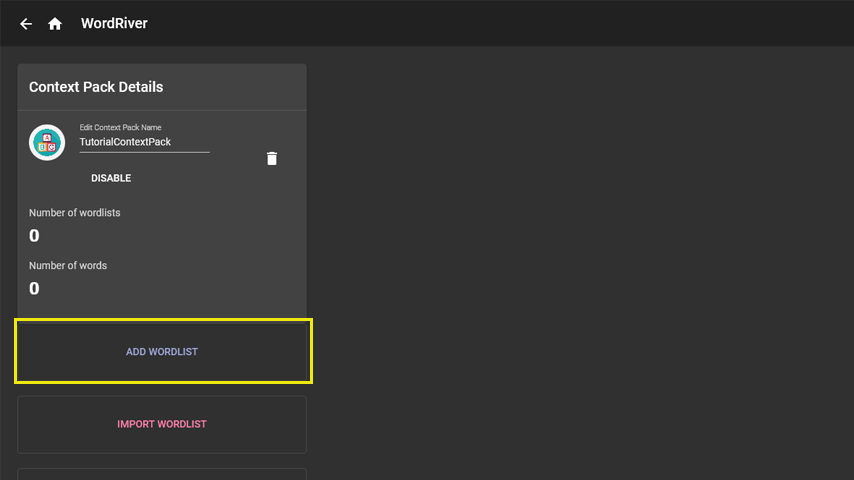 WordRiver
Context Pack Details
Edit Context Pack Name
TutorialContextPack
DISABLE
Number of wordlists
0
Number of words
0
ADD WORDLIST
IMPORT WORDLIST